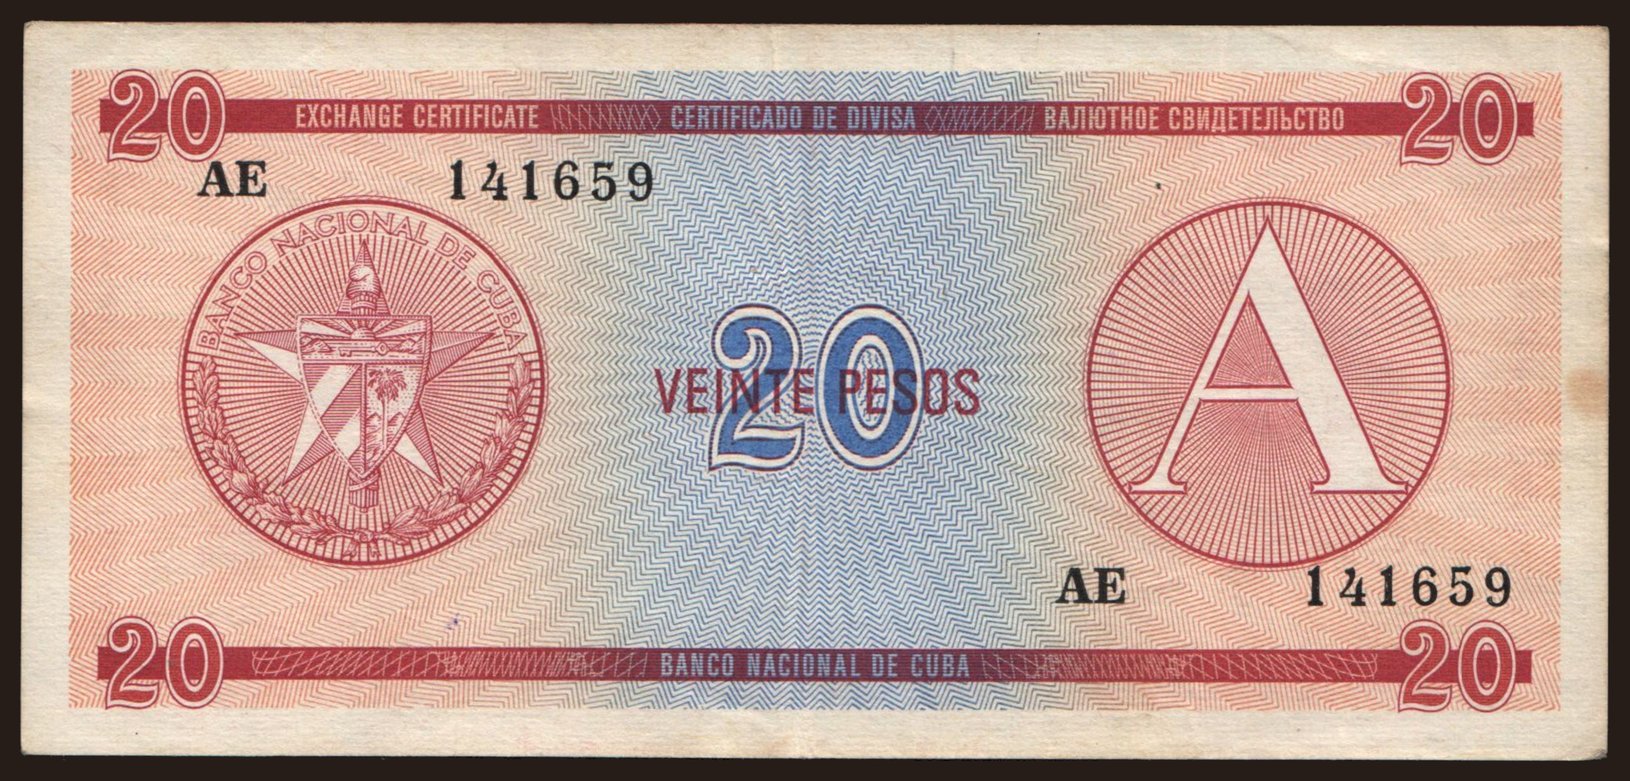 20 EXCHANGE CERTIFICATE CERTIFICADO DE DIVISA ВАЛЮТНОЕ СВИДЕТЕЛЬСТВО 20
AE 141659
BANCO NACIONAL DE CUBA
20
VEINTE PESOS
A
AE 141659
20 BANCO NACIONAL DE CUBA 20